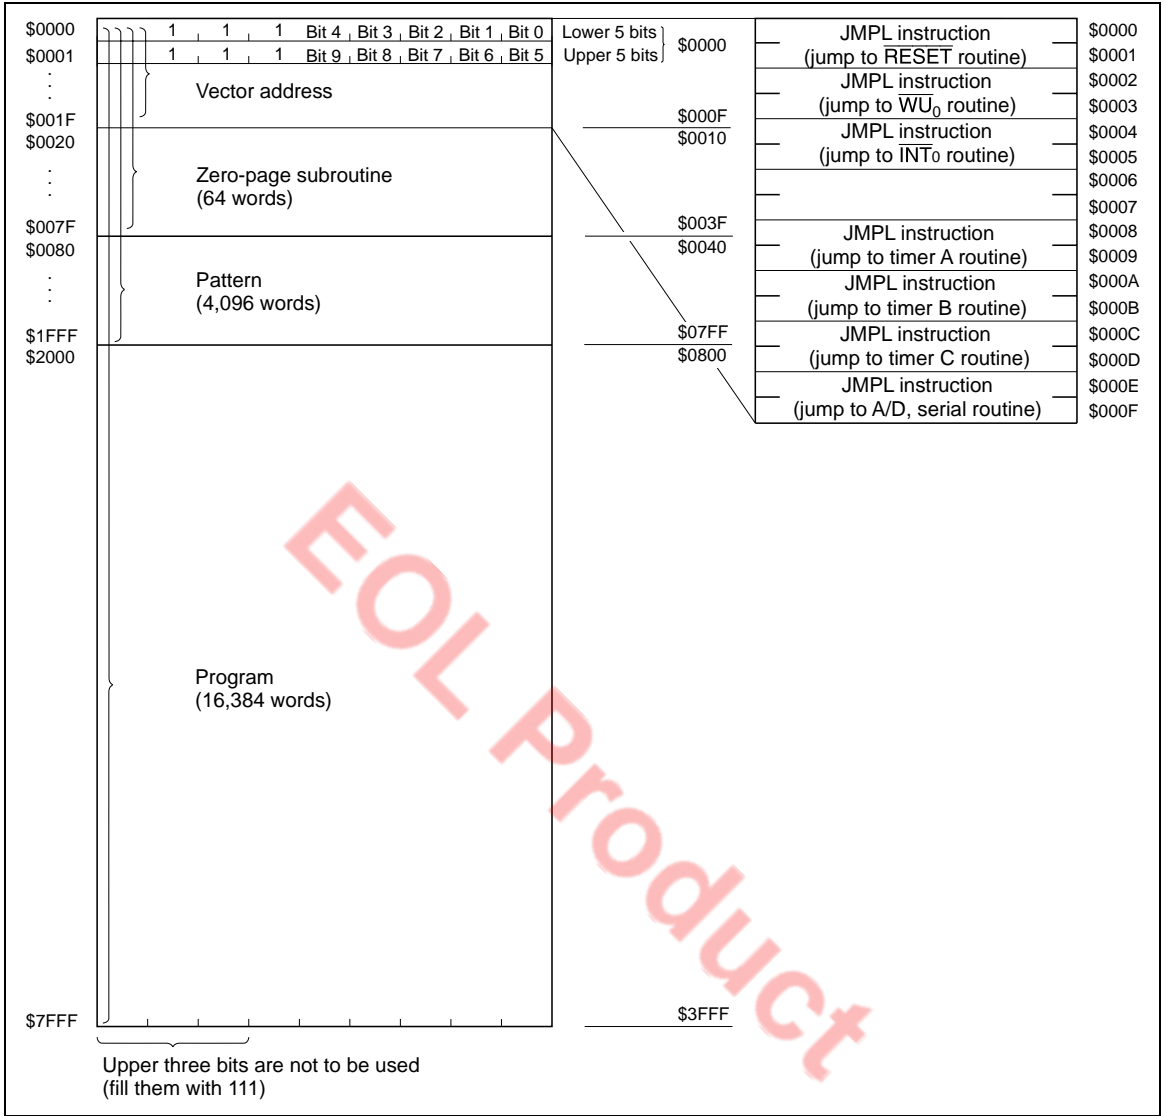 $0000 1 1 1 Bit 4 Bit 3 Bit 2 Bit 1 Bit 0 Lower 5 bits
$0001 1 1 1 Bit 9 Bit 8 Bit 7 Bit 6 Bit 5 Upper 5 bits
$0000
Vector address
$001F
$000F
$0020
$0010
Zero-page subroutine
(64 words)
$007F
$003F
$0080
$0040
Pattern
(4,096 words)
$1FFF
$07FF
$2000
$0800
Program
(16,384 words)
$7FFF
$3FFF
Upper three bits are not to be used
(fill them with 111)
JMPL instruction $0000
(jump to RESET routine) $0001
JMPL instruction $0002
(jump to WU0 routine) $0003
JMPL instruction $0004
(jump to INT0 routine) $0005
$0006
$0007
JMPL instruction $0008
(jump to timer A routine) $0009
JMPL instruction $000A
(jump to timer B routine) $000B
JMPL instruction $000C
(jump to timer C routine) $000D
JMPL instruction $000E
(jump to A/D, serial routine) $000F
EOL Product